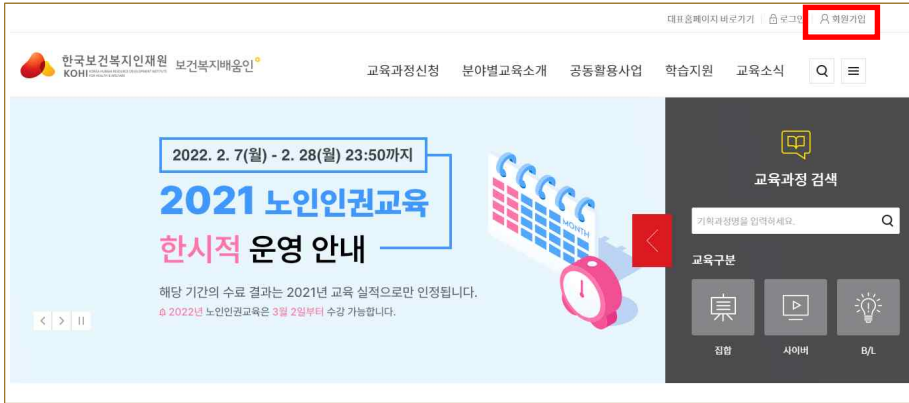 대표홈페이지 바로가기 로그인 회원가입
한국보건복지인재원 보건복지배움인
KOHI
교육과정신청 분야별교육소개 공동활용사업 학습지원 교육소식
2022. 2. 7(월) - 2. 28(월) 23:50까지
2021 노인인권교육
한시적 운영 안내
해당 기간의 수료 결과는 2021년 교육 실적으로만 인정됩니다.
2022년 노인인권교육은 3월 2일부터 수강 가능합니다.
MONTH
교육과정 검색
기획과정명을 입력하세요.
교육구분
집합 사이버 B/L